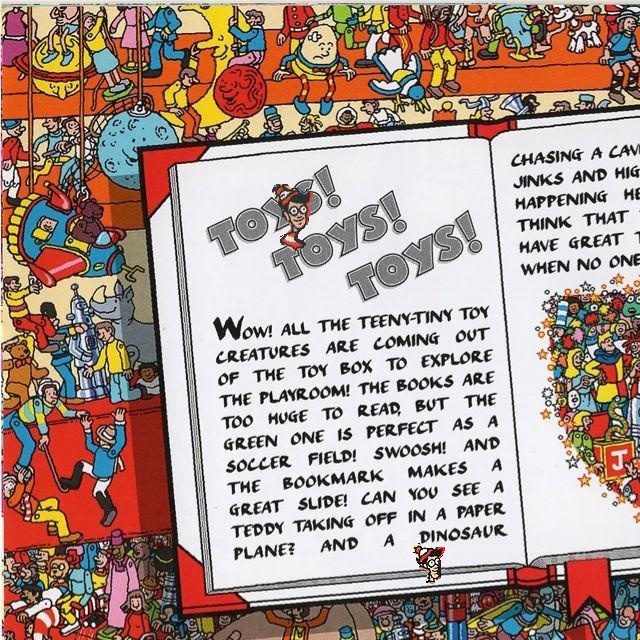 TOYS!
TOYS!
TOYS!
WOW! ALL THE TEENY-TINY TOY
CREATURES ARE COMING OUT
OF THE TOY BOX TO EXPLORE
THE PLAYROOM! THE BOOKS ARE
TOO HUGE TO READ, BUT THE
GREEN ONE IS PERFECT AS A
SOCCER FIELD! SWOOSH! AND
THE BOOKMARK MAKES A
GREAT SLIDE! CAN YOU SEE A
TEDDY TAKING OFF IN A PAPER
PLANE? AND A DINOSAUR
CHASING A
JINKS AND
HAPPENING
THINK THAT
HAVE GREAT
WHEN NO ONE
J